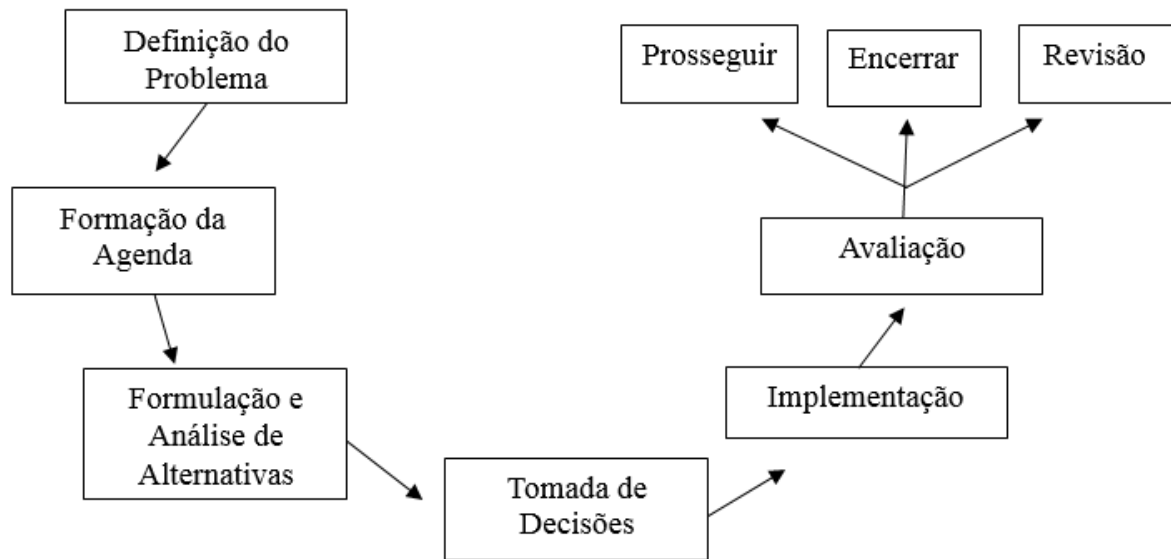 Definição do
Problema
Formação da
Agenda
Formulação e
Análise de
Alternativas
Tomada de
Decisões
Implementação
Avaliação
Prosseguir
Encerrar
Revisão